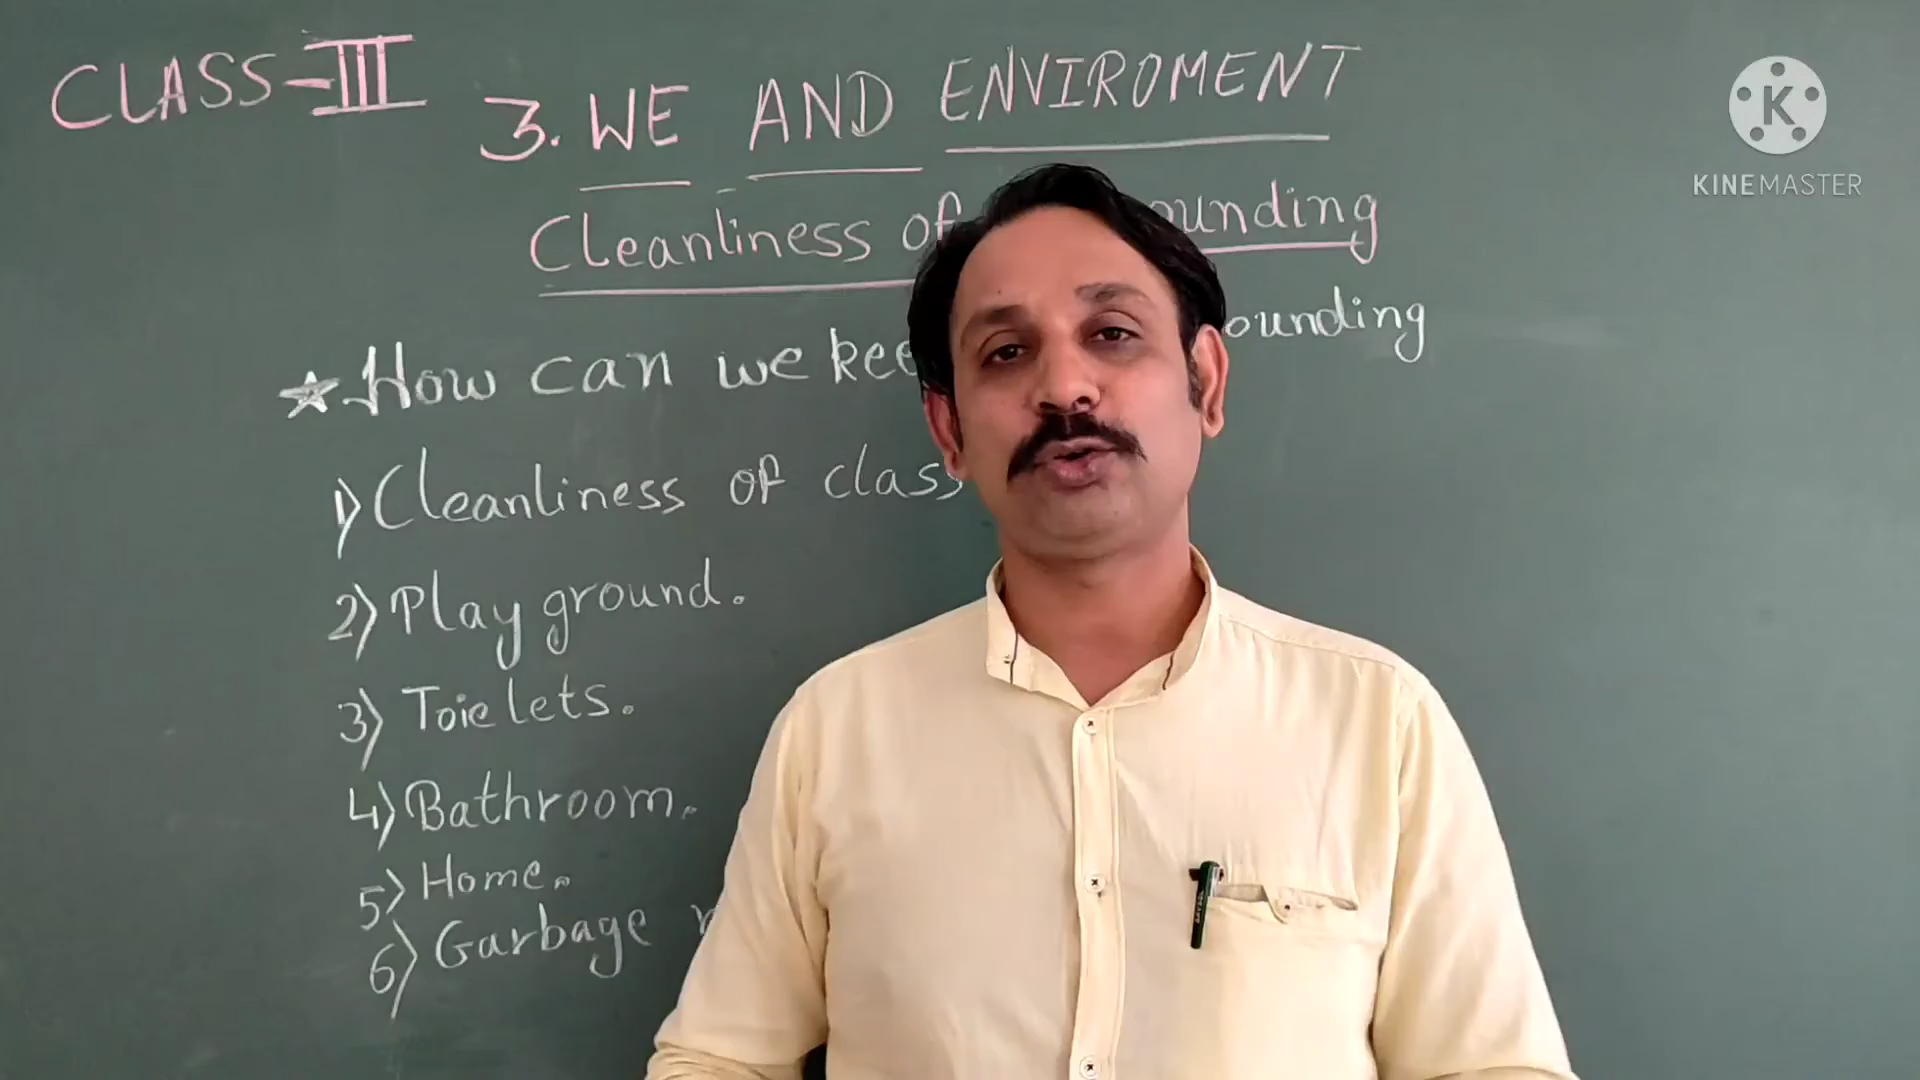 CLASS-III
3. WE AND ENVIROMENT
Cleanliness of ounding
How can we kee ounding
1) Cleanliness of class
2) Play ground.
3) Toielets.
4) Bathroom.
5) Home.
6) Garbage
K
KINEMASTER